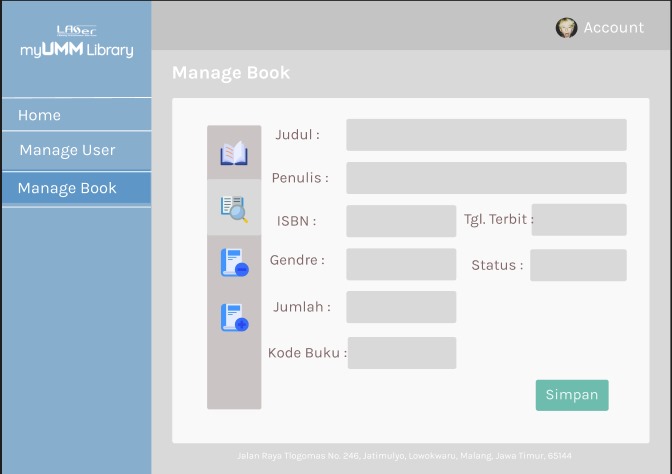 LASer
myUMM Library
Account
Manage Book
Home
Manage User
Manage Book
Judul :
Penulis :
ISBN :
Tgl. Terbit :
Gendre :
Status :
Jumlah :
Kode Buku :
Simpan
Jalan Raya Tlogomas No. 246, Jatimulyo, Lowokwaru, Malang, Jawa Timur, 65144